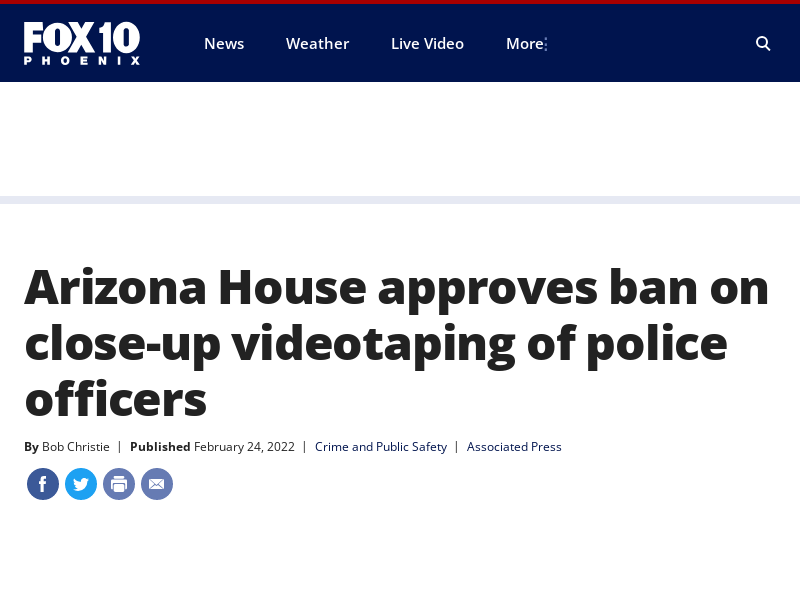 FOX 10
PHOENIX
News Weather Live Video More
Arizona House approves ban on
close-up videotaping of police
officers
By Bob Christie | Published February 24, 2022 | Crime and Public Safety | Associated Press